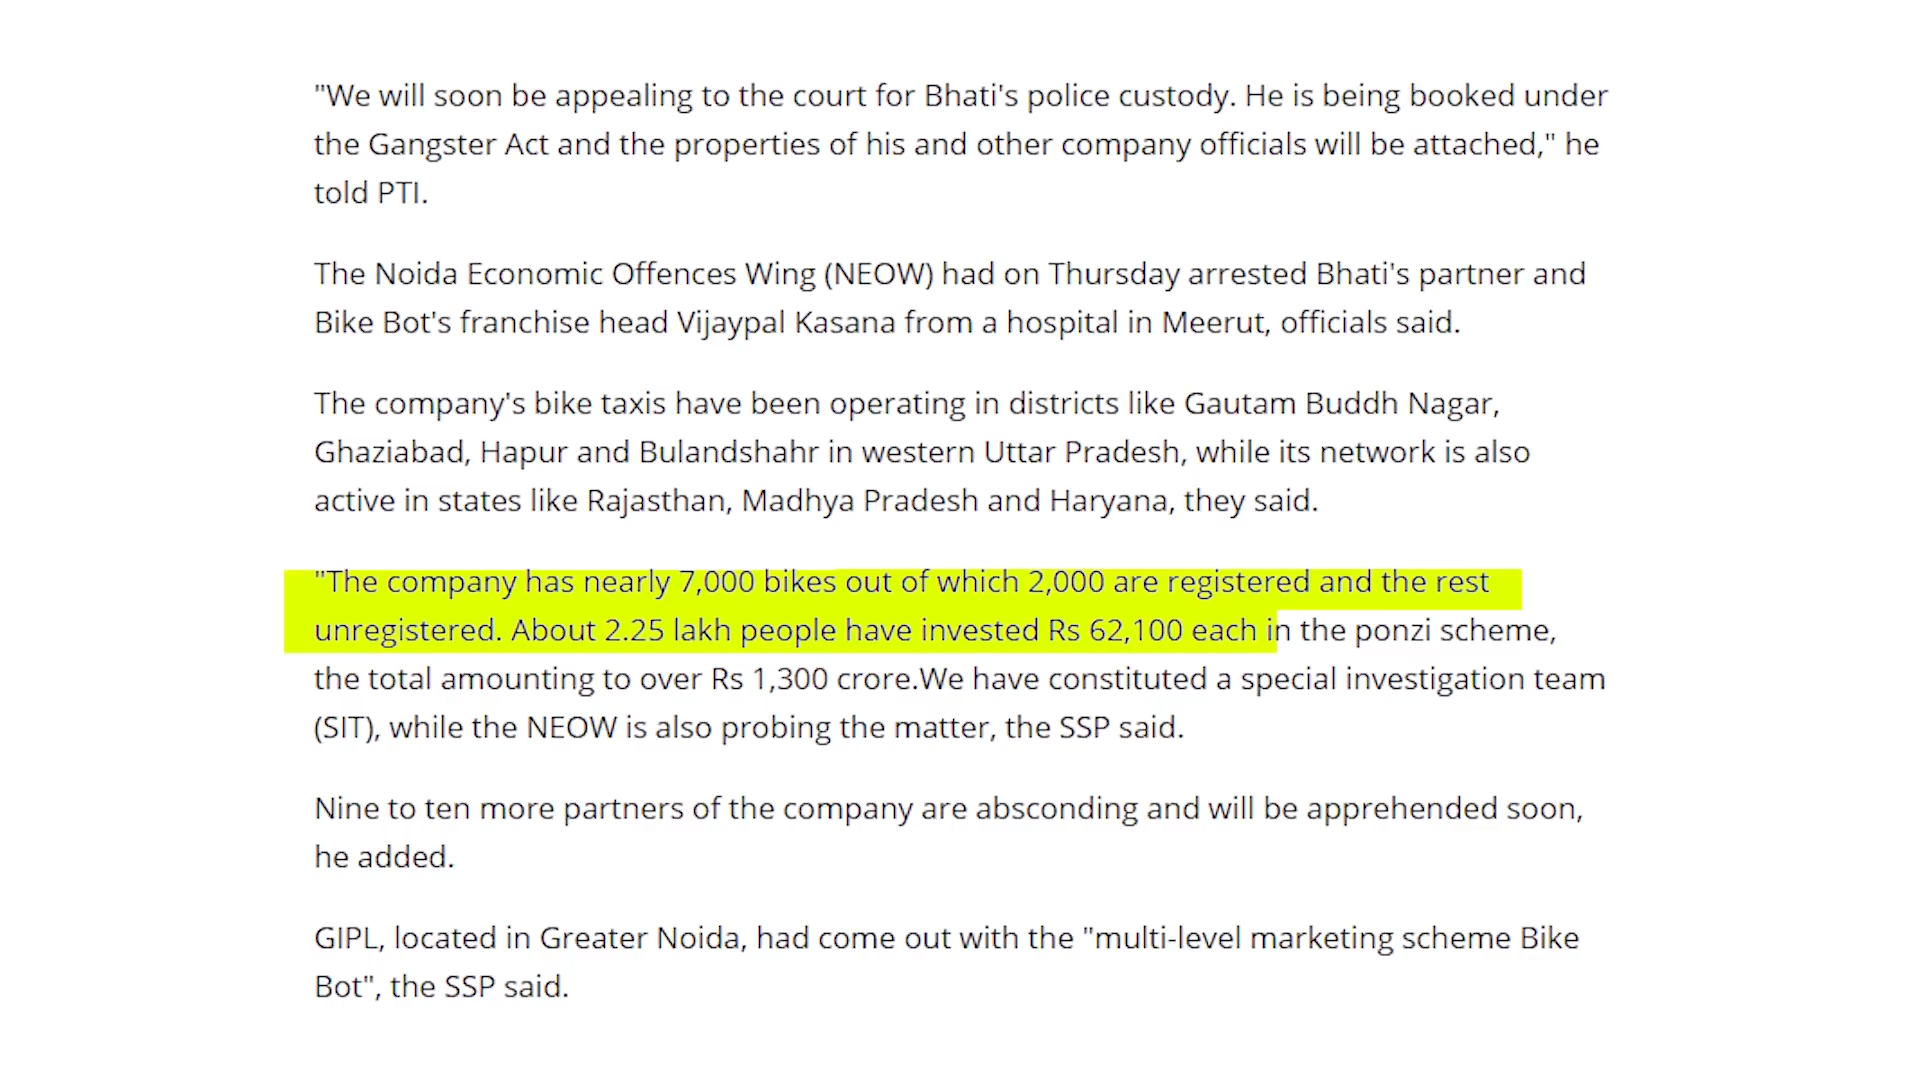 "We will soon be appealing to the court for Bhati's police custody. He is being booked under
the Gangster Act and the properties of his and other company officials will be attached," he
told PTI.
The Noida Economic Offences Wing (NEOW) had on Thursday arrested Bhati's partner and
Bike Bot's franchise head Vijaypal Kasana from a hospital in Meerut, officials said.
The company's bike taxis have been operating in districts like Gautam Buddh Nagar,
Ghaziabad, Hapur and Bulandshahr in western Uttar Pradesh, while its network is also
active in states like Rajasthan, Madhya Pradesh and Haryana, they said.
"The company has nearly 7,000 bikes out of which 2,000 are registered and the rest
unregistered. About 2.25 lakh people have invested Rs 62,100 each in the ponzi scheme,
the total amounting to over Rs 1,300 crore.We have constituted a special investigation team
(SIT), while the NEOW is also probing the matter, the SSP said.
Nine to ten more partners of the company are absconding and will be apprehended soon,
he added.
GIPL, located in Greater Noida, had come out with the "multi-level marketing scheme Bike
Bot", the SSP said.